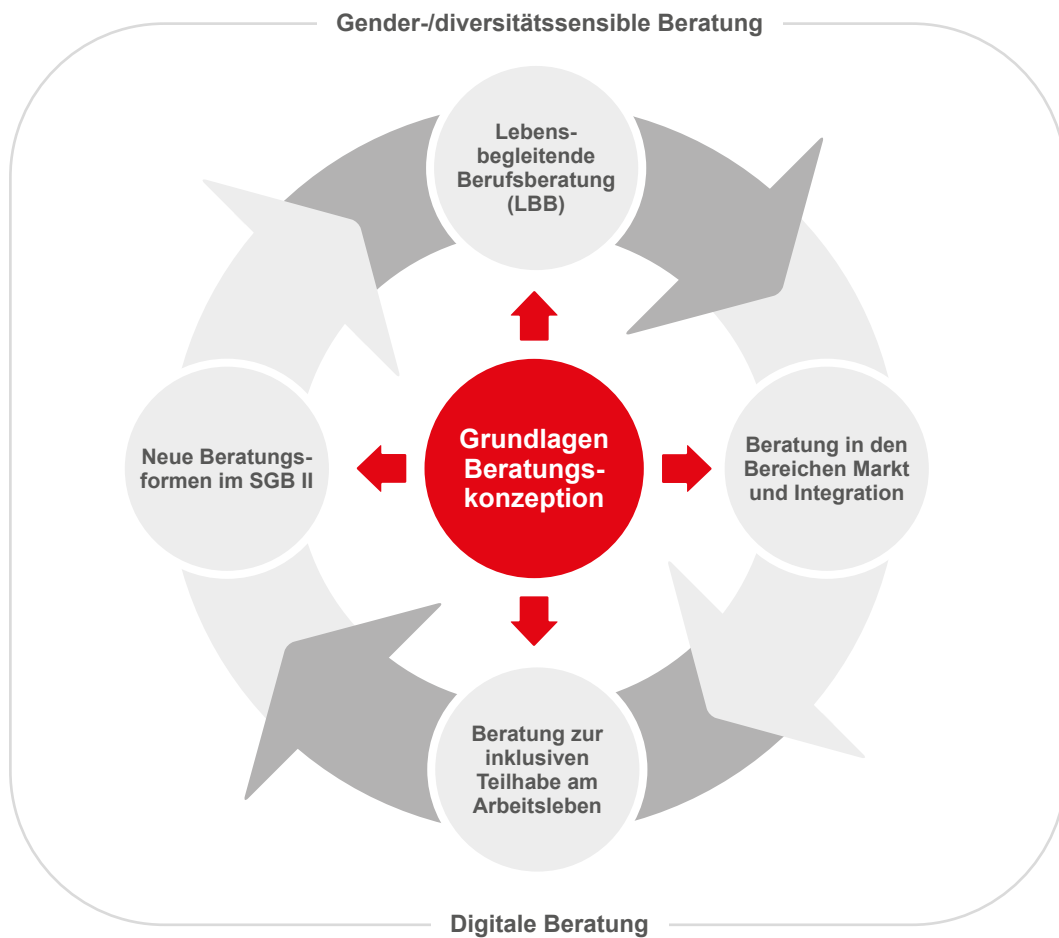 Gender-/diversitätssensible Beratung
Lebens-
begleitende
Berufsberatung
(LBB)
Neue Beratungs-
formen im SGB II
Grundlagen
Beratungs-
konzeption
Beratung in den
Bereichen Markt
und Integration
Beratung zur
inklusiven
Teilhabe am
Arbeitsleben
Digitale Beratung